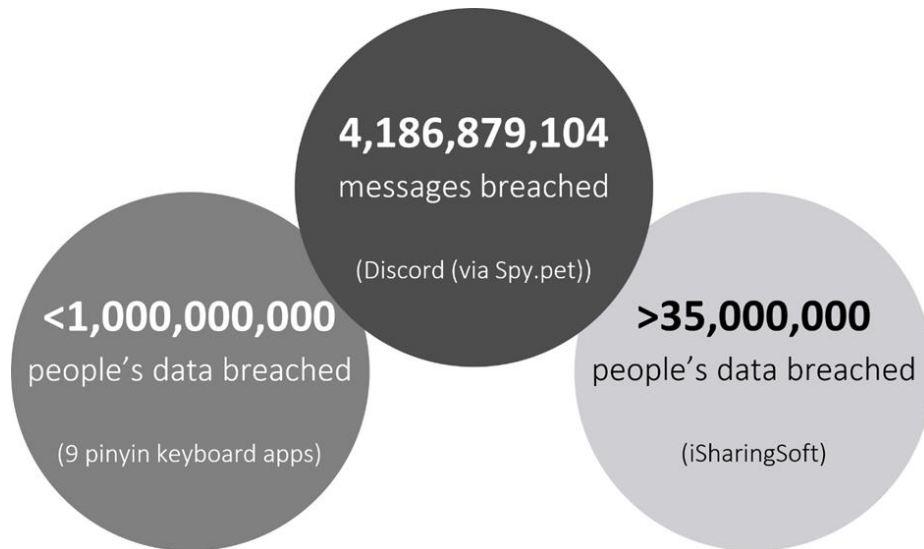 4,186,879,104
messages breached
(Discord (via Spy.pet))
<1,000,000,000
people’s data breached
(9 pinyin keyboard apps)
>35,000,000
people’s data breached
(iSharingSoft)